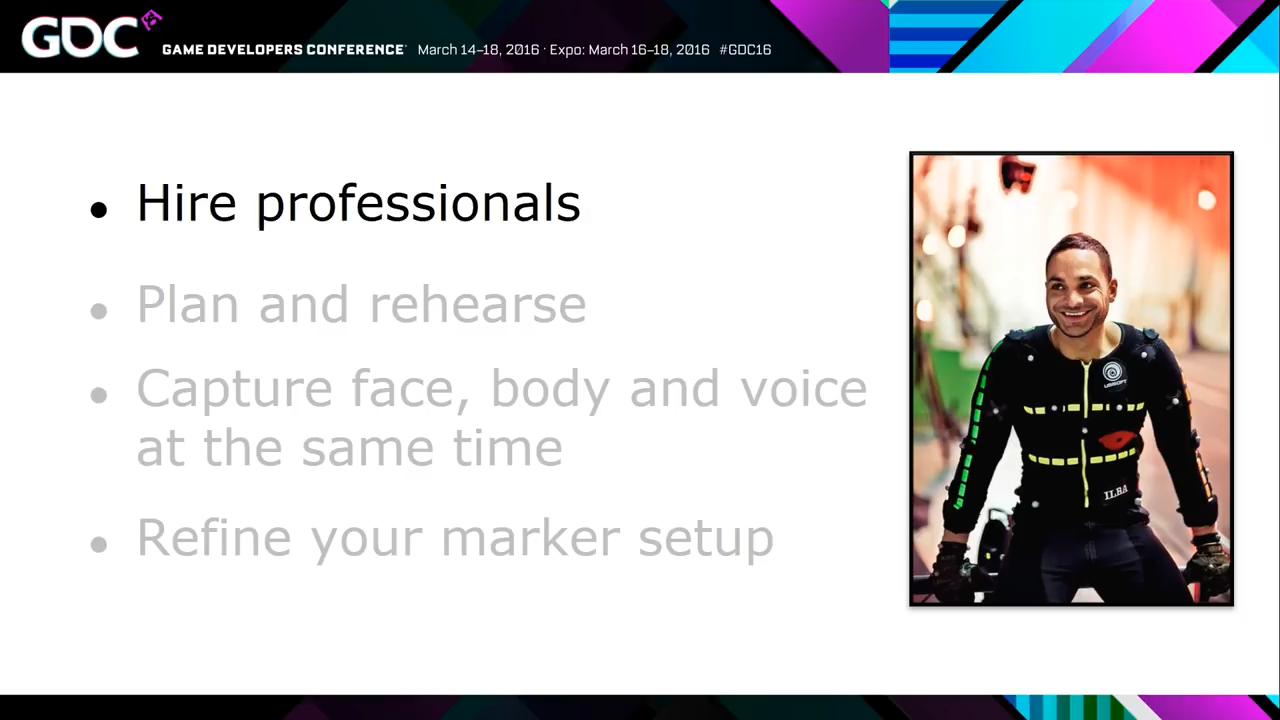 GDC
GAME DEVELOPERS CONFERENCE March 14–18, 2016 · Expo: March 16–18, 2016 #GDC16
• Hire professionals
• Plan and rehearse
• Capture face, body and voice
at the same time
• Refine your marker setup
UBISOFT
ILBA